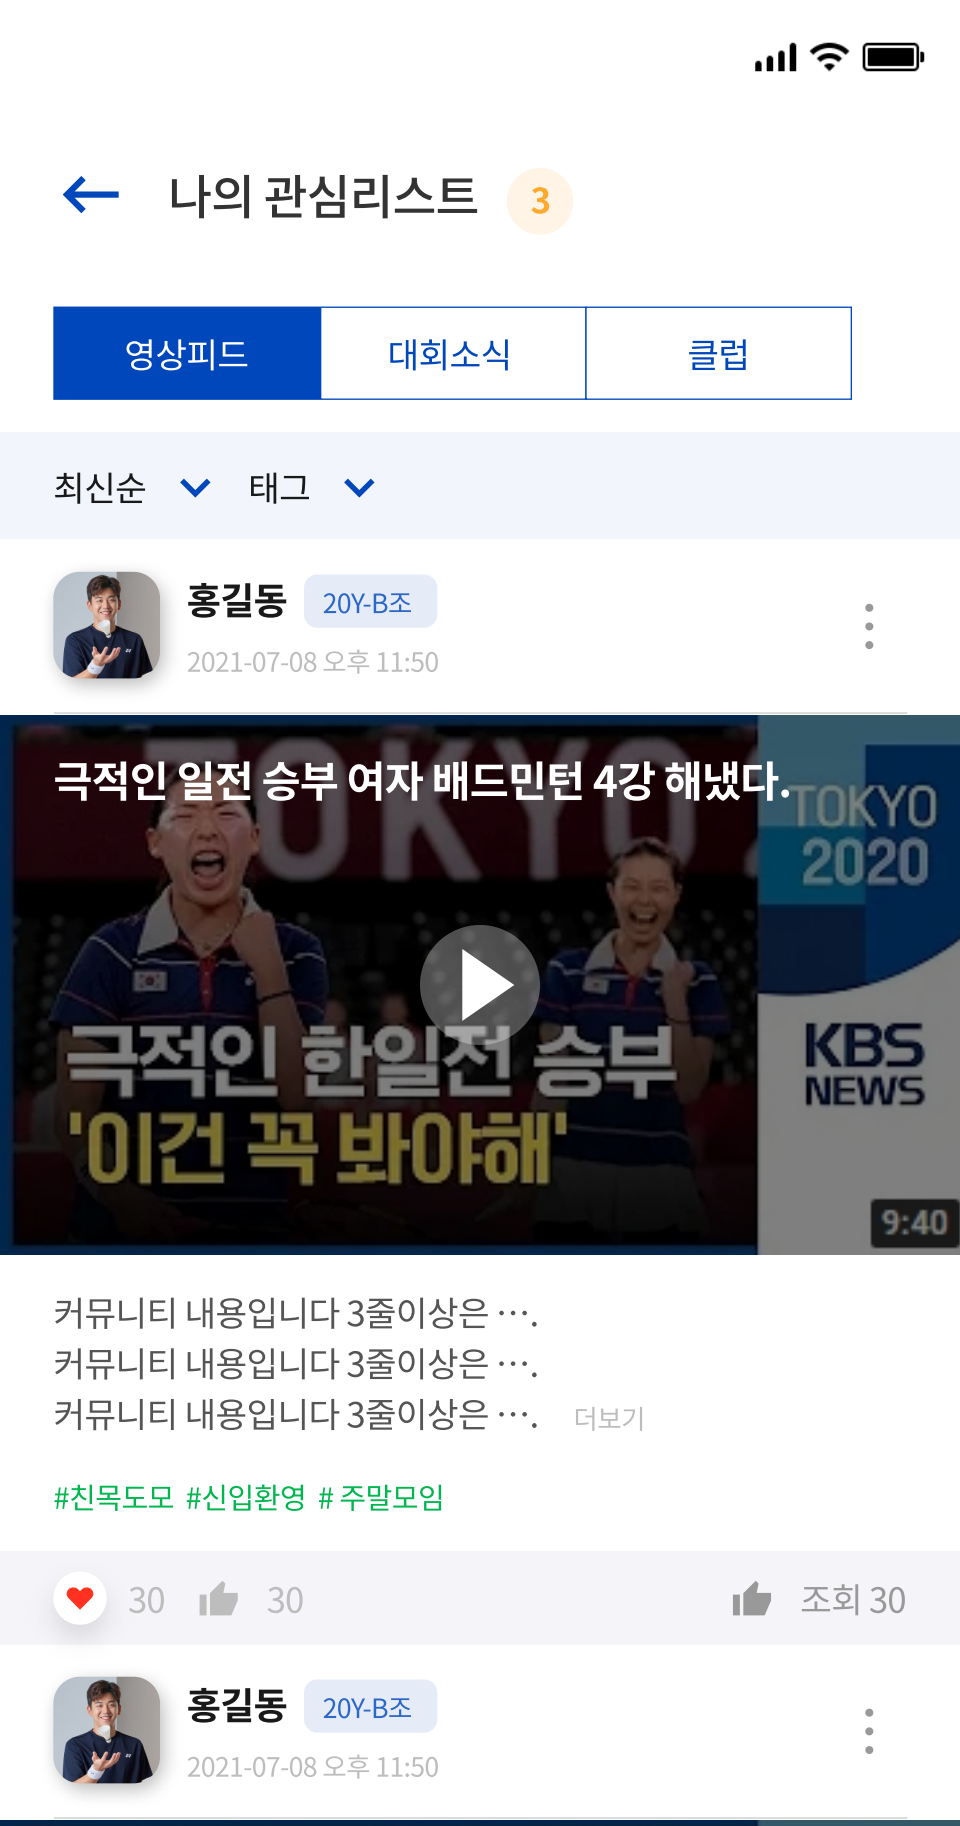 나의 관심리스트 3
영상피드 대회소식 클럽
최신순 태그
홍길동 20Y-B조
2021-07-08 오후 11:50
극적인 일전 승부 여자 배드민턴 4강 해냈다.
TOKYO
TOKYO
2020
극적인 한일전 승부
'이건 꼭 봐야해'
KBS
NEWS
9:40
커뮤니티 내용입니다 3줄이상은 ….
커뮤니티 내용입니다 3줄이상은 ….
커뮤니티 내용입니다 3줄이상은 …. 더보기
#친목도모 #신입환영 # 주말모임
30 30 조회 30
홍길동 20Y-B조
2021-07-08 오후 11:50